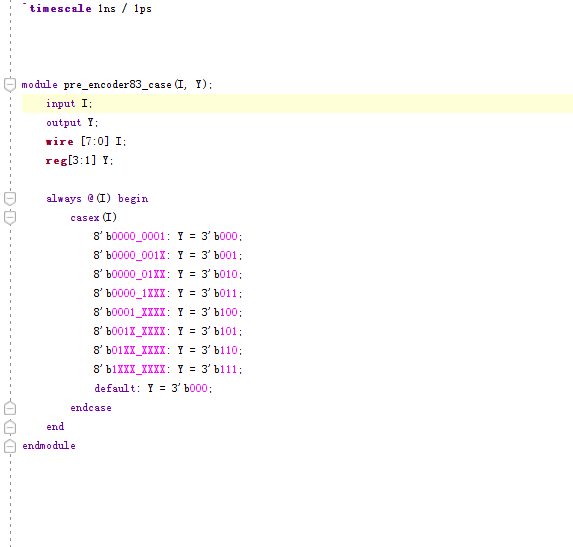 `timescale 1ns / 1ps
module pre_encoder83_case(I, Y);
input I;
output Y;
wire [7:0] I;
reg[3:1] Y;
always @(I) begin
casex(I)
8'b0000_0001: Y = 3'b000;
8'b0000_001X: Y = 3'b001;
8'b0000_01XX: Y = 3'b010;
8'b0000_1XXX: Y = 3'b011;
8'b0001_XXXX: Y = 3'b100;
8'b001X_XXXX: Y = 3'b101;
8'b01XX_XXXX: Y = 3'b110;
8'b1XXX_XXXX: Y = 3'b111;
default: Y = 3'b000;
endcase
end
endmodule